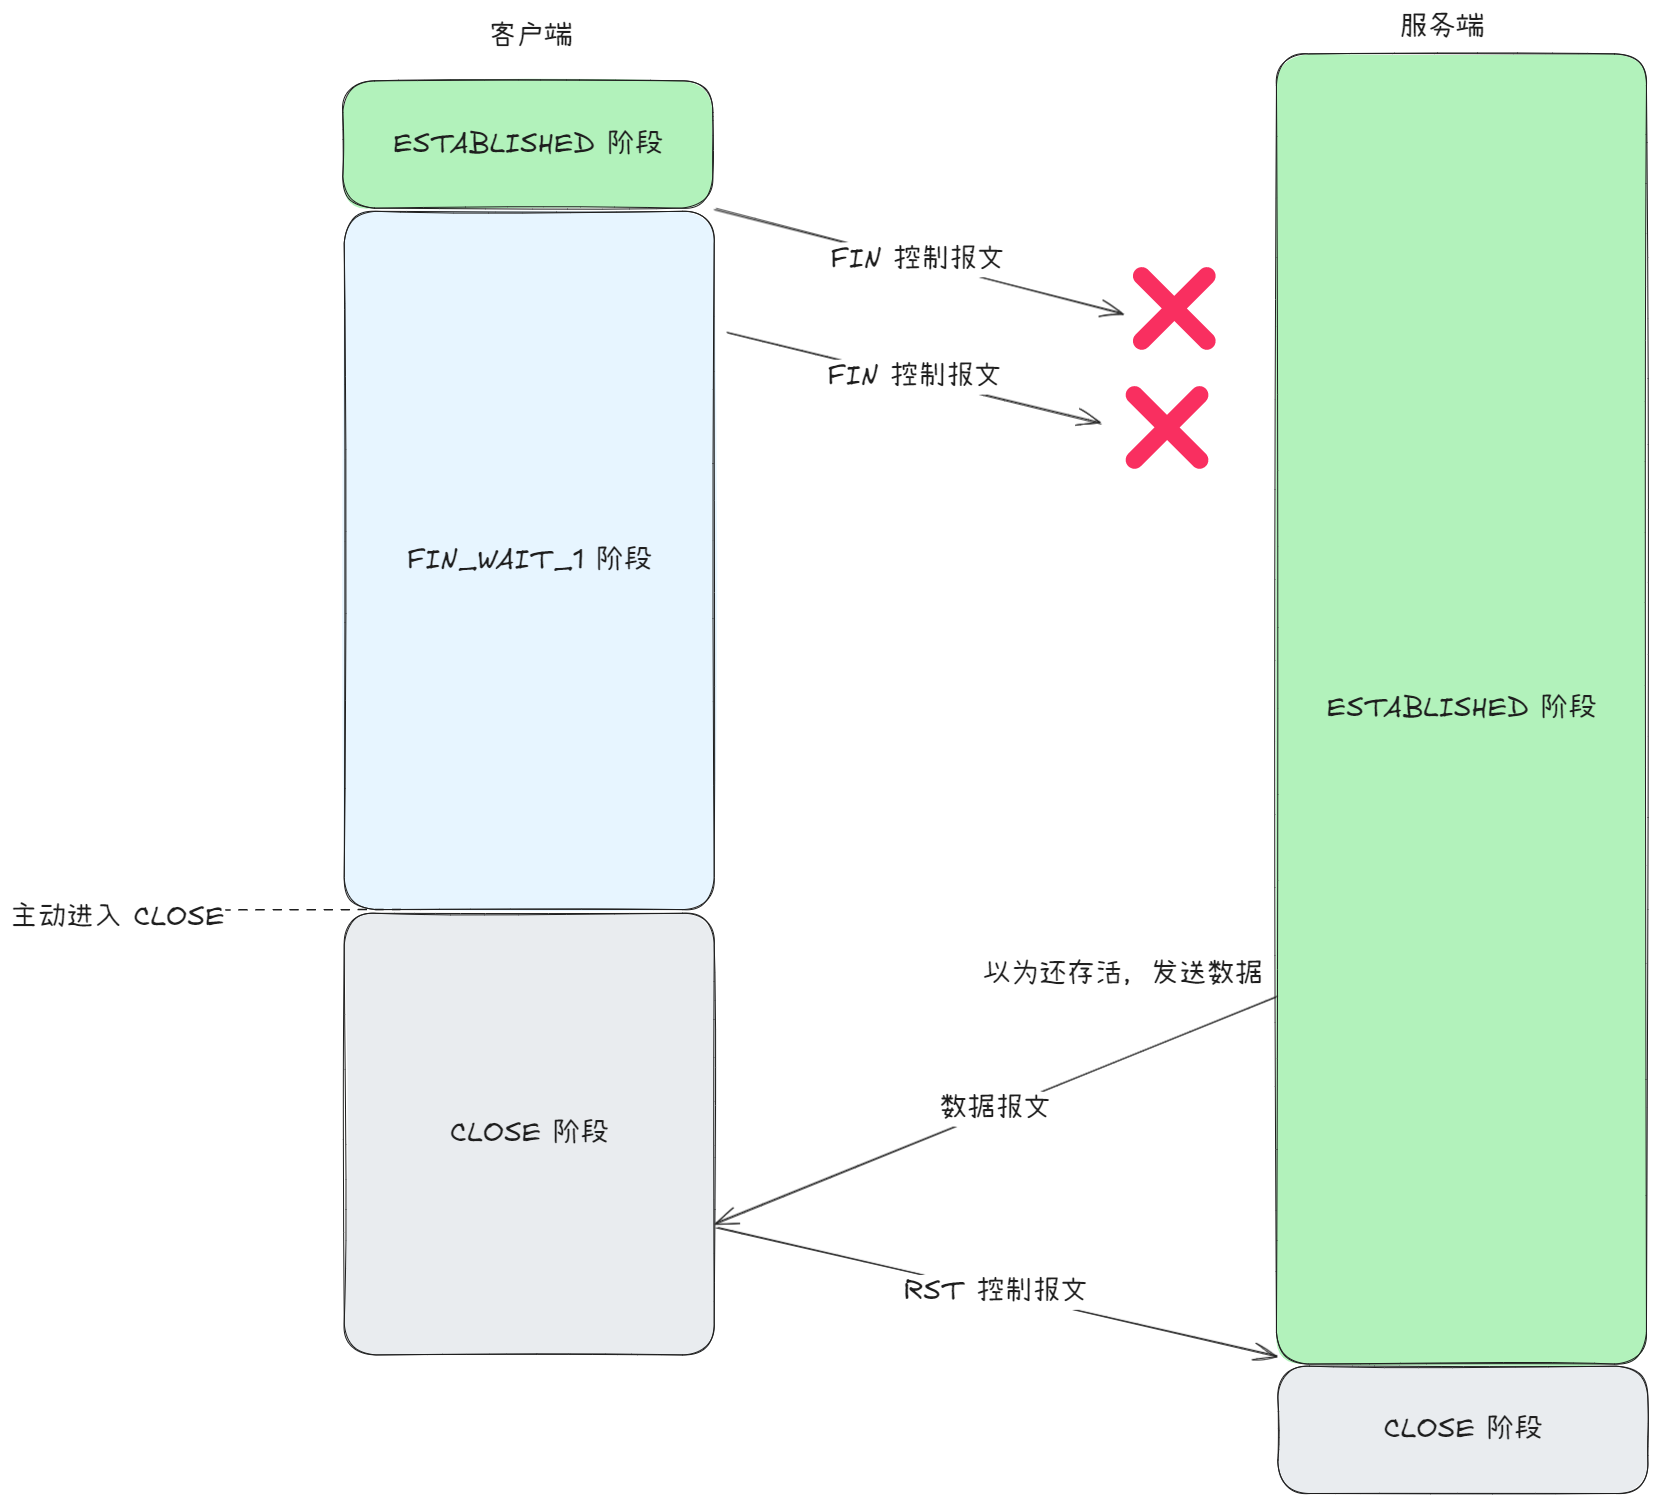 客户端
服务端
ESTABLISHED 阶段
FIN 控制报文
FIN 控制报文
FIN_WAIT_1 阶段
ESTABLISHED 阶段
主动进入 CLOSE
以为还存活，发送数据
数据报文
CLOSE 阶段
RST 控制报文
CLOSE 阶段